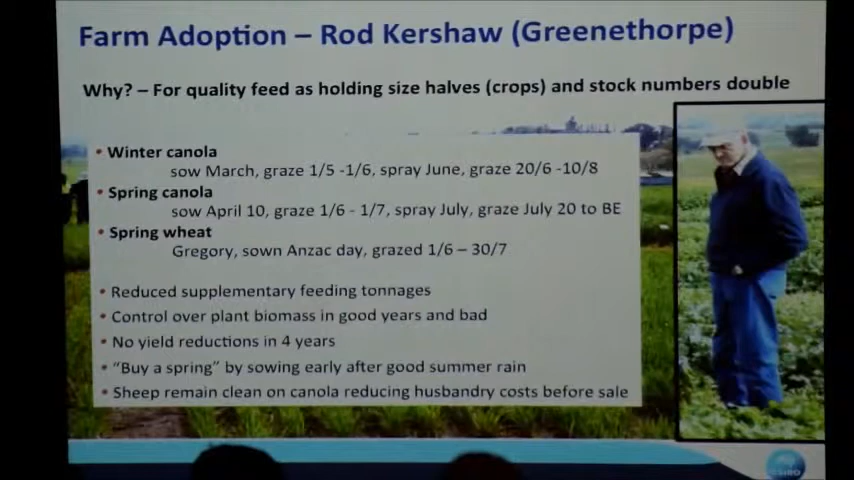 Farm Adoption – Rod Kershaw (Greenethorpe)
Why? – For quality feed as holding size halves (crops) and stock numbers double
• Winter canola
sow March, graze 1/5 -1/6, spray June, graze 20/6 -10/8
• Spring canola
sow April 10, graze 1/6 - 1/7, spray July, graze July 20 to BE
• Spring wheat
Gregory, sown Anzac day, grazed 1/6 – 30/7
• Reduced supplementary feeding tonnages
• Control over plant biomass in good years and bad
• No yield reductions in 4 years
• “Buy a spring” by sowing early after good summer rain
• Sheep remain clean on canola reducing husbandry costs before sale
CSIRO